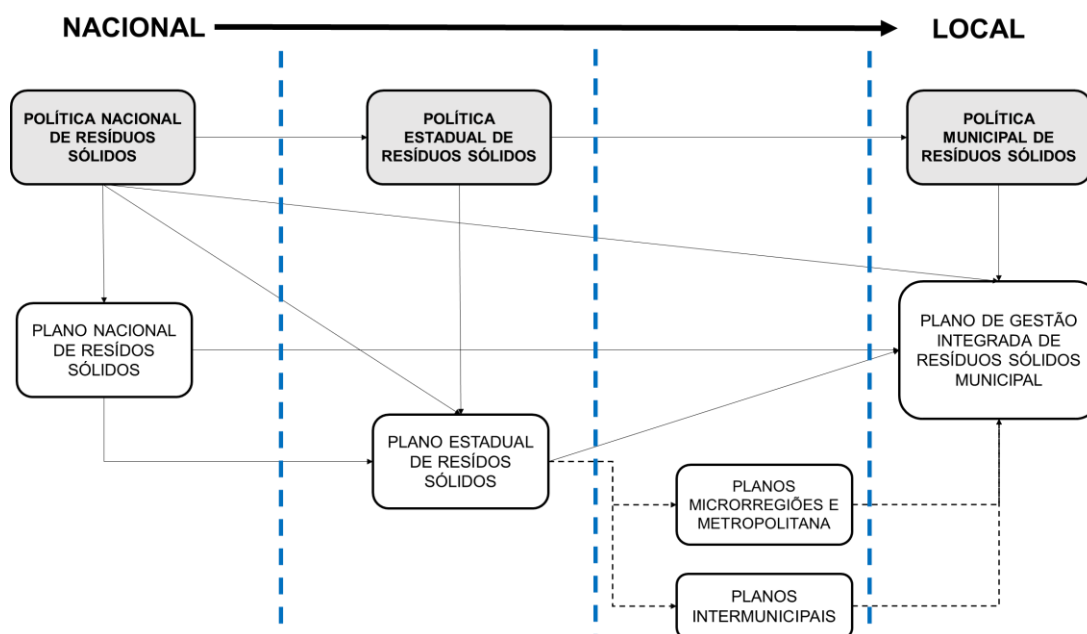 NACIONAL
LOCAL
POLÍTICA NACIONAL
DE RESÍDUOS
SÓLIDOS
POLÍTICA
ESTADUAL DE
RESÍDUOS SÓLIDOS
POLÍTICA
MUNICIPAL DE
RESÍDUOS SÓLIDOS
PLANO NACIONAL
DE RESÍDOS
SÓLIDOS
PLANO DE GESTÃO
INTEGRADA DE
RESÍDUOS SÓLIDOS
MUNICIPAL
PLANO ESTADUAL
DE RESÍDOS
SÓLIDOS
PLANOS
MICRORREGIÕES E
METROPOLITANA
PLANOS
INTERMUNICIPAIS